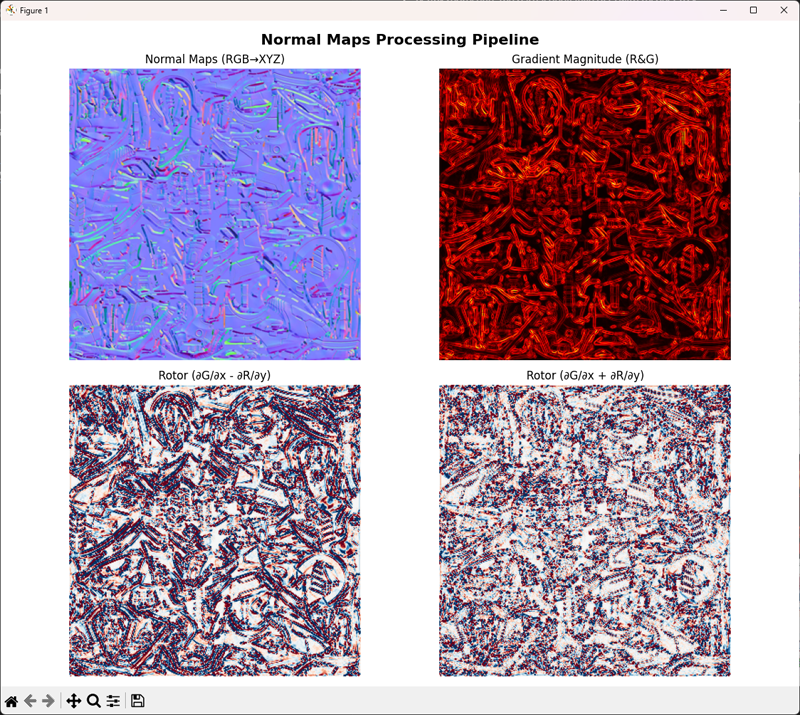 Figure 1
Normal Maps Processing Pipeline
Normal Maps (RGB→XYZ)
Gradient Magnitude (R&G)
Rotor (∂G/∂x - ∂R/∂y)
Rotor (∂G/∂x + ∂R/∂y)